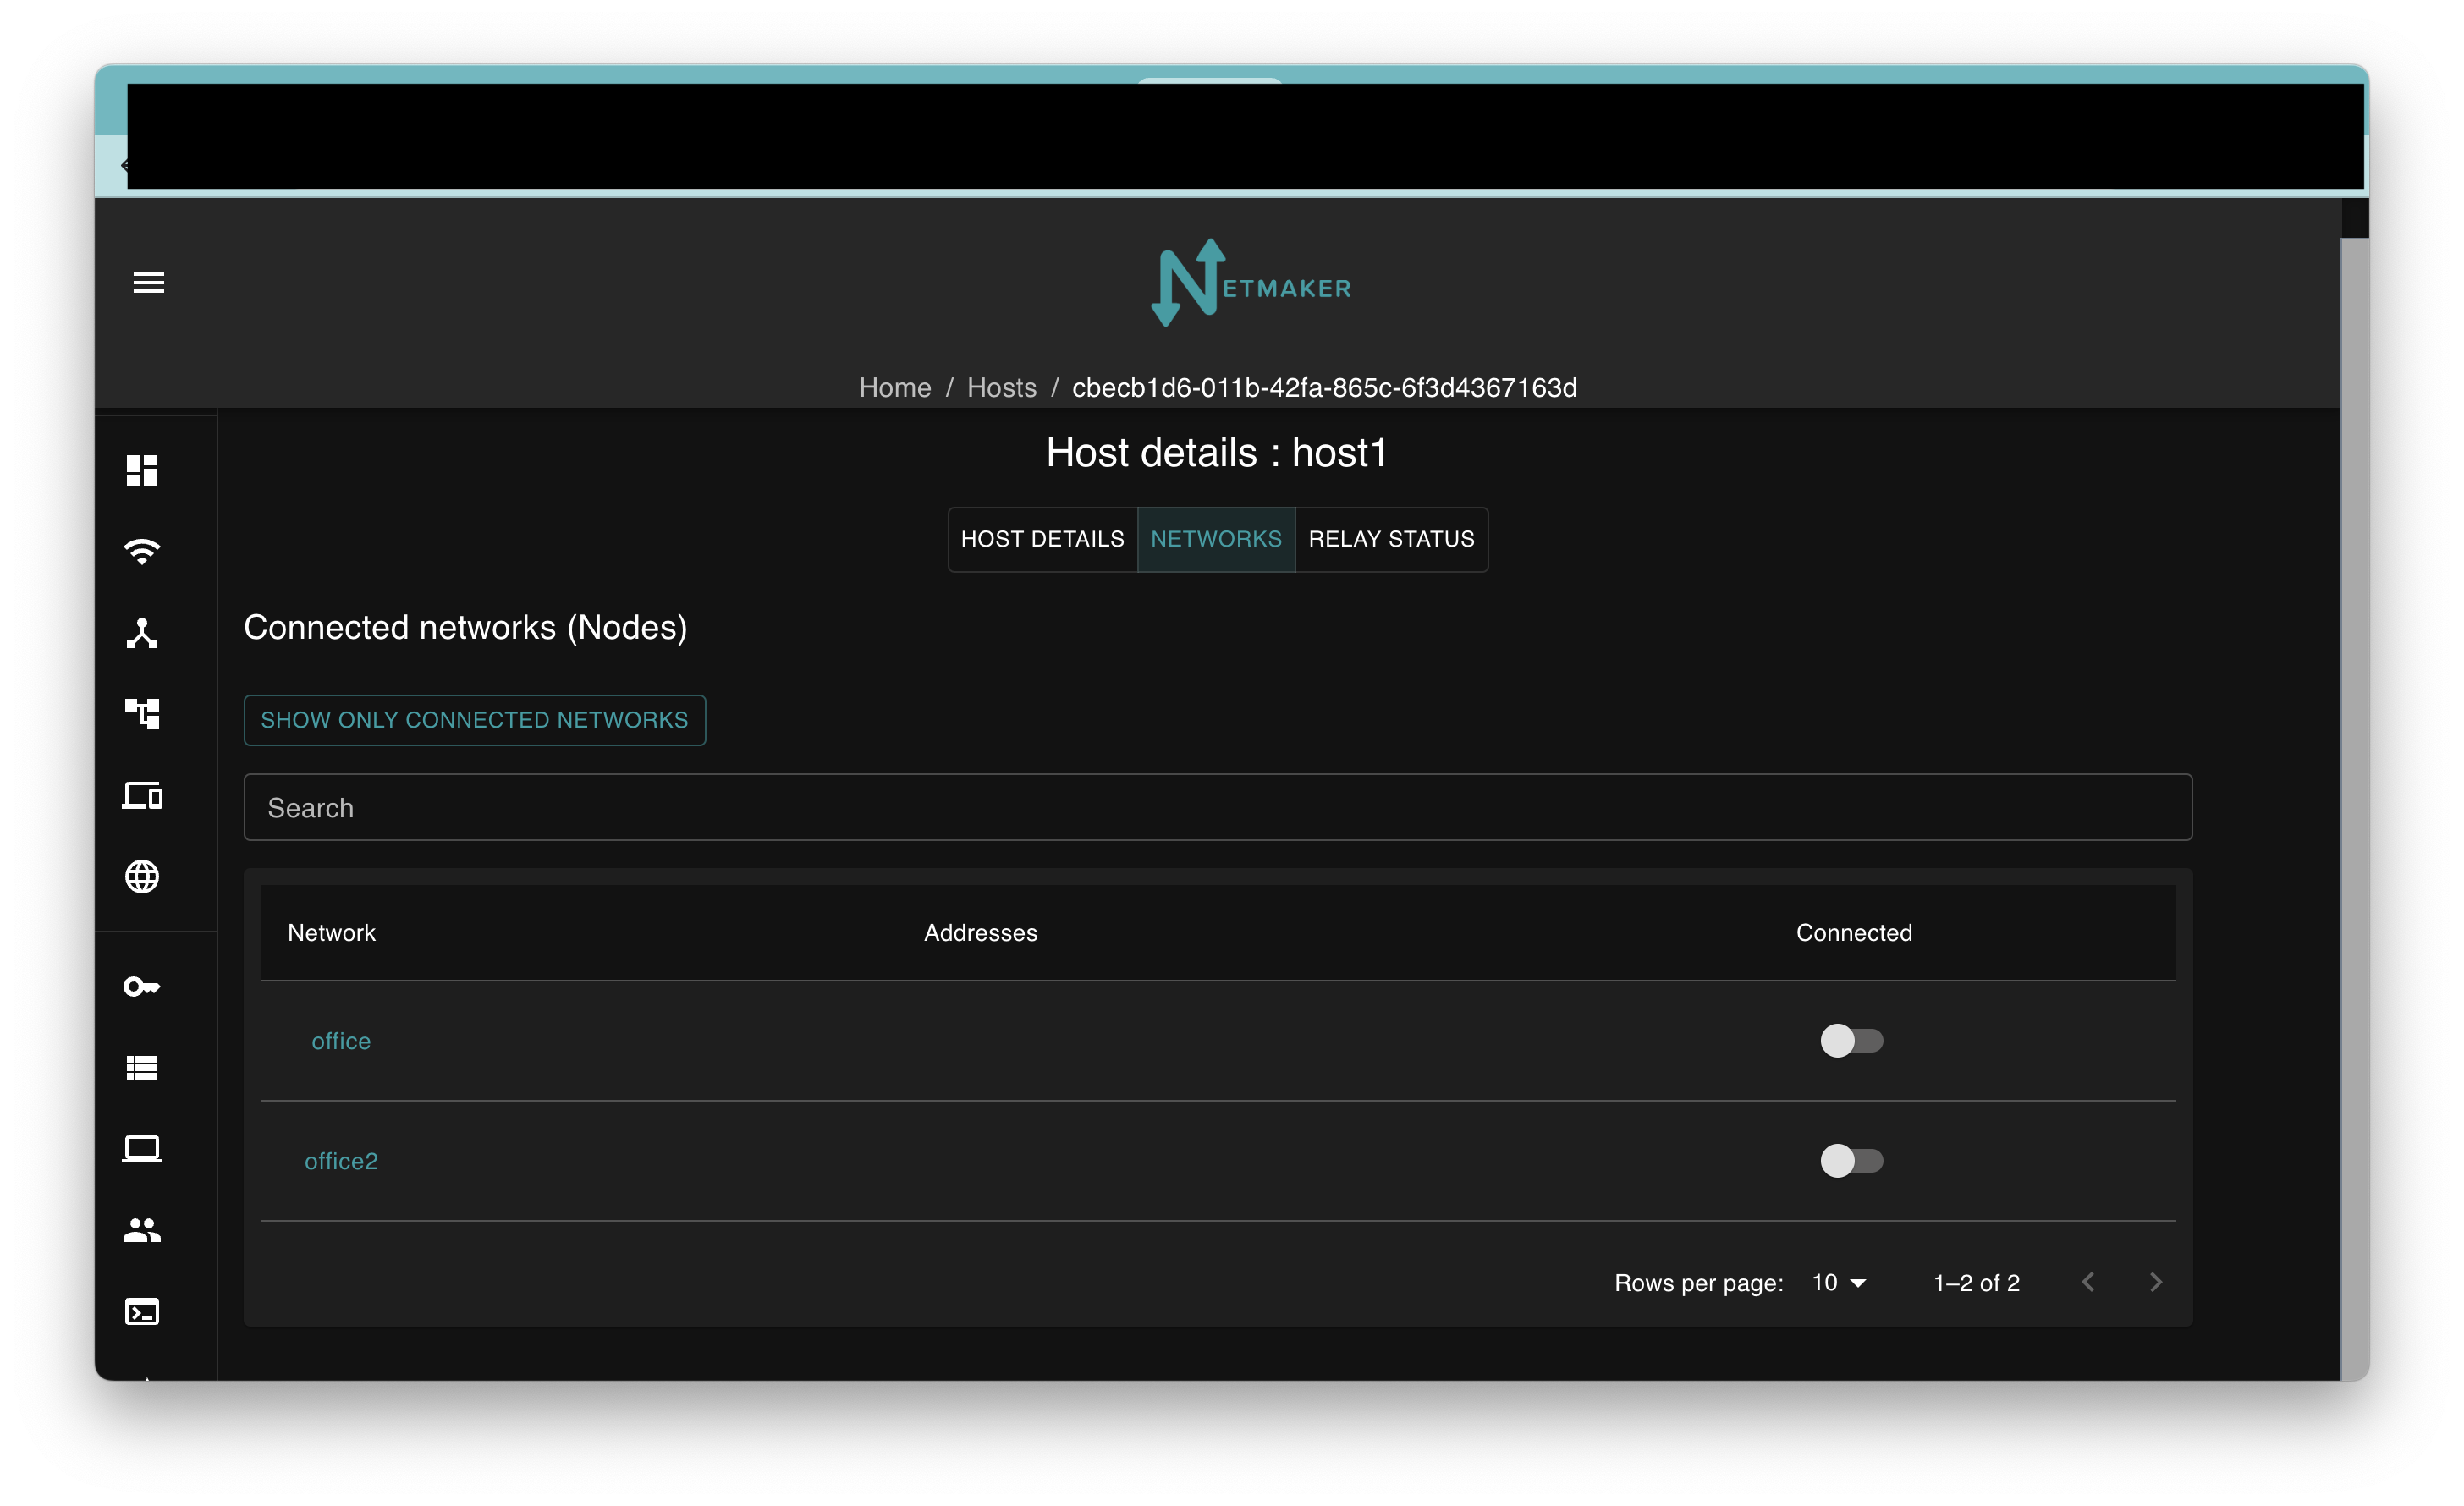 NETMAKER
Home / Hosts / cbecb1d6-011b-42fa-865c-6f3d4367163d
Host details : host1
HOST DETAILS NETWORKS RELAY STATUS
Connected networks (Nodes)
SHOW ONLY CONNECTED NETWORKS
Search
Network Addresses Connected
office
office2
Rows per page: 10 1–2 of 2